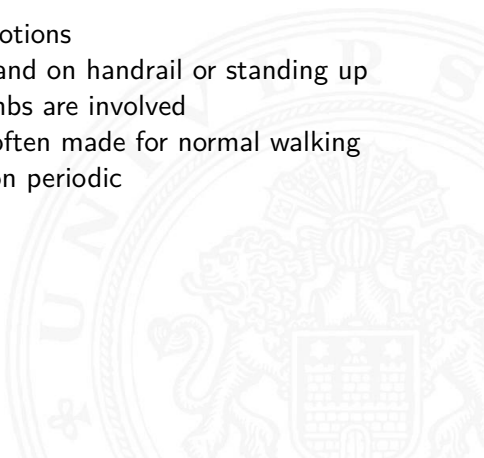 otions
and on handrail or standing up
nbs are involved
often made for normal walking
on periodic
U N I V E R S